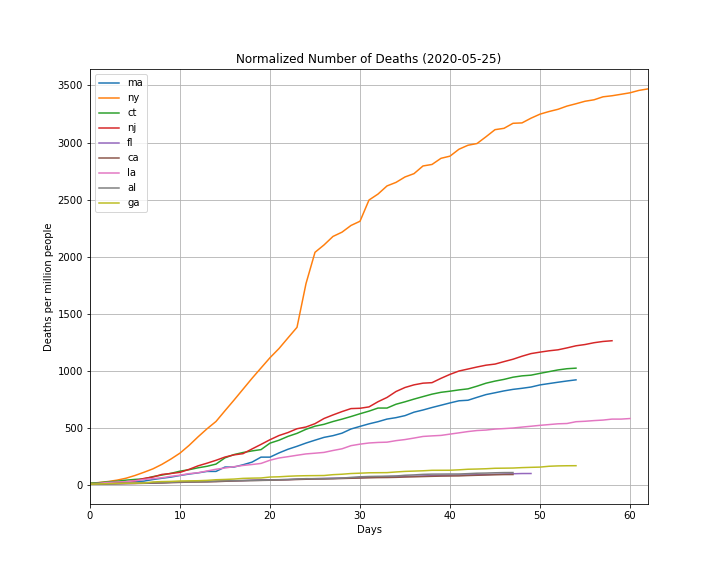 Normalized Number of Deaths (2020-05-25)
ma
ny
ct
nj
fl
ca
la
al
ga
Deaths per million people
3500
3000
2500
2000
1500
1000
500
0
0 10 20 30 40 50 60
Days